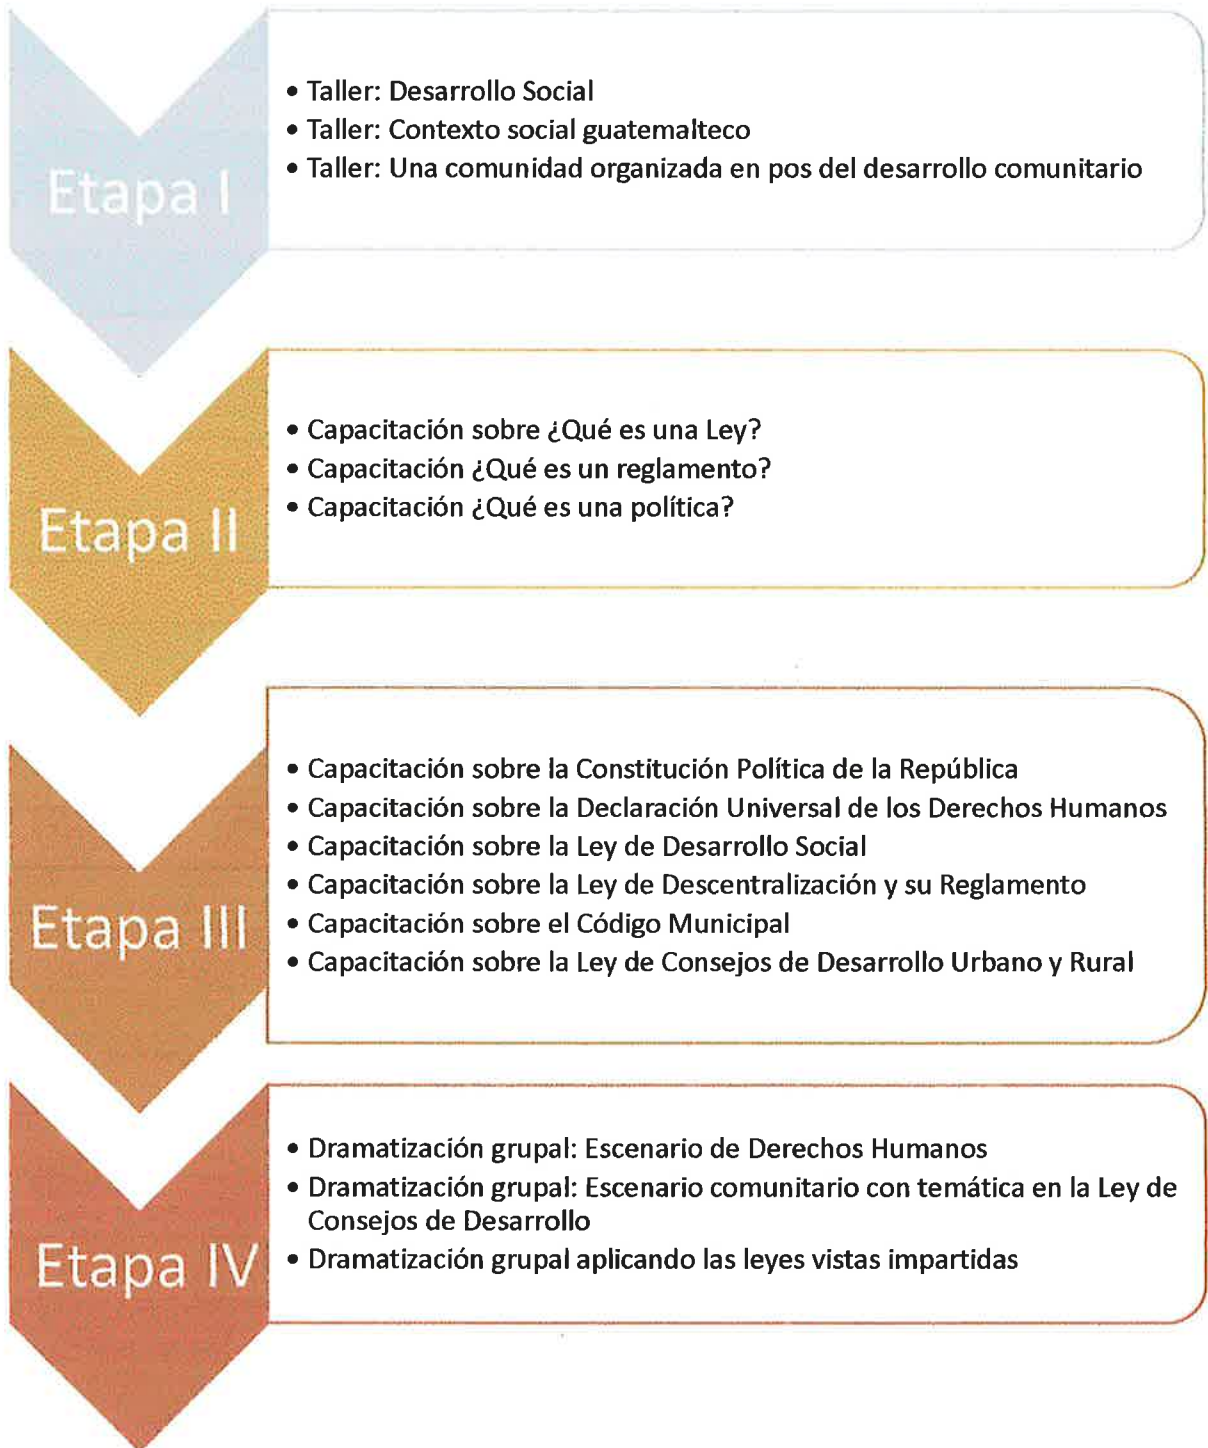 Etapa I
• Taller: Desarrollo Social
• Taller: Contexto social guatemalteco
• Taller: Una comunidad organizada en pos del desarrollo comunitario
Etapa II
• Capacitación sobre ¿Qué es una Ley?
• Capacitación ¿Qué es un reglamento?
• Capacitación ¿Qué es una política?
Etapa III
• Capacitación sobre la Constitución Política de la República
• Capacitación sobre la Declaración Universal de los Derechos Humanos
• Capacitación sobre la Ley de Desarrollo Social
• Capacitación sobre la Ley de Descentralización y su Reglamento
• Capacitación sobre el Código Municipal
• Capacitación sobre la Ley de Consejos de Desarrollo Urbano y Rural
Etapa IV
• Dramatización grupal: Escenario de Derechos Humanos
• Dramatización grupal: Escenario comunitario con temática en la Ley de
Consejos de Desarrollo
• Dramatización grupal aplicando las leyes vistas impartidas